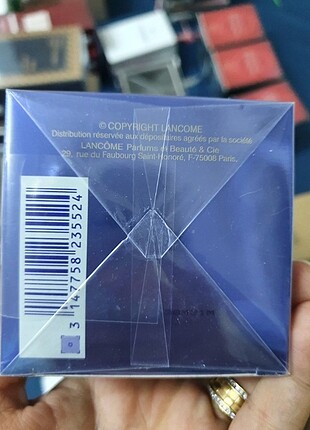 © COPYRIGHT LANCOME
Distribution réservée aux dépositaires agréés par la société
LANCÔME Parfums et Beauté & Cie
29, rue du Faubourg Saint-Honoré, F-75008 Paris.
3 147758 235524